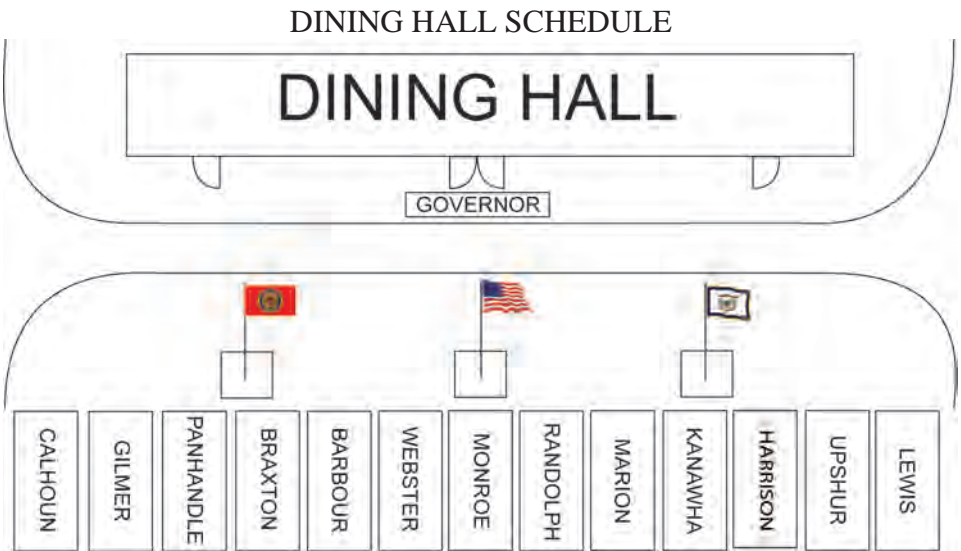 DINING HALL SCHEDULE
DINING HALL
GOVERNOR
CALHOUN
GILMER
PANHANDLE
BRAXTON
BARBOUR
WEBSTER
MONROE
RANDOLPH
MARION
KANAWHA
HARRISON
UPSHUR
LEWIS